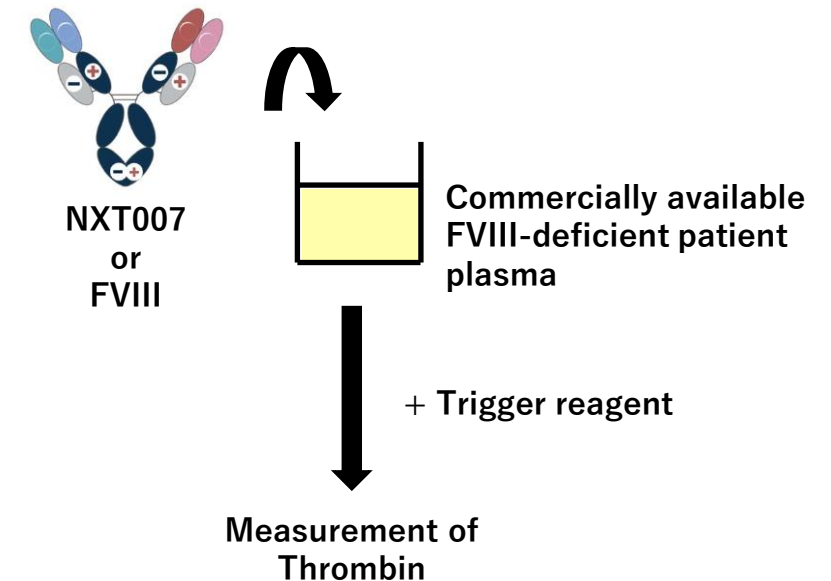 NXT007
or
FVIII
Commercially available
FVIII-deficient patient
plasma
+ Trigger reagent
Measurement of
Thrombin